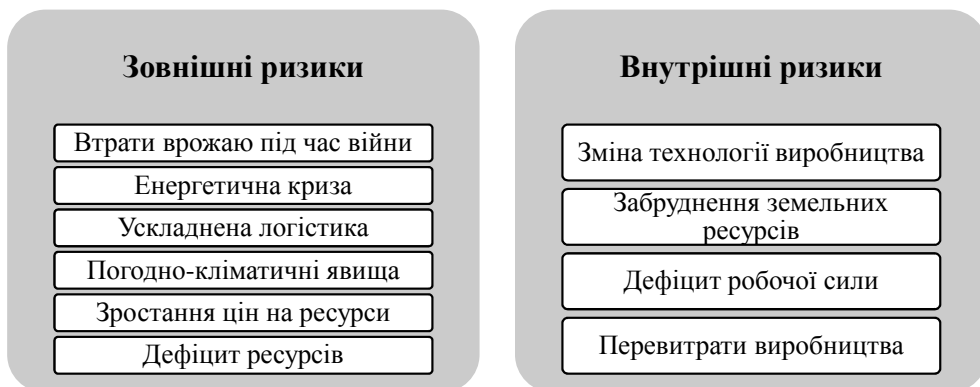 Зовнішні ризики
Втрати врожаю під час війни
Енергетична криза
Ускладнена логістика
Погодно-кліматичні явища
Зростання цін на ресурси
Дефіцит ресурсів
Внутрішні ризики
Зміна технології виробництва
Забруднення земельних
ресурсів
Дефіцит робочої сили
Перевитрати виробництва